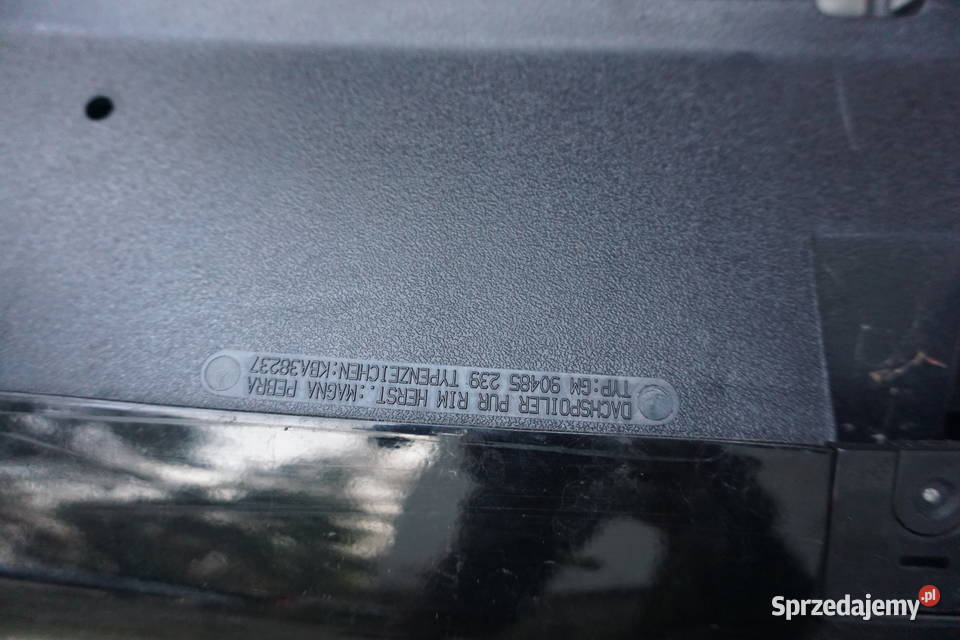 DACHSPOILER PUR RIM HERST.:MAGNA PEBRA
TYP:GM 90485 239 TYPENZEICHEN:KBA38237
Sprzedajemy.pl